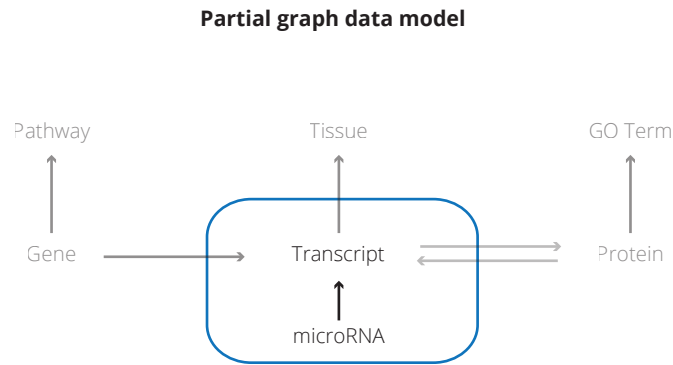 Partial graph data model
Pathway
Tissue
GO Term
Gene
Transcript
Protein
microRNA